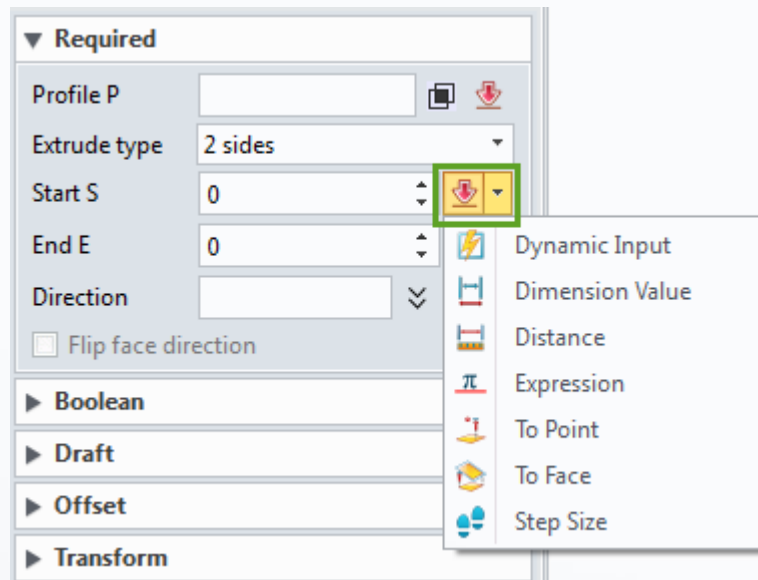 Required
Profile P
Extrude type 2 sides
Start S 0
End E 0
Direction
Flip face direction
Boolean
Draft
Offset
Transform
Dynamic Input
Dimension Value
Distance
π Expression
To Point
To Face
Step Size